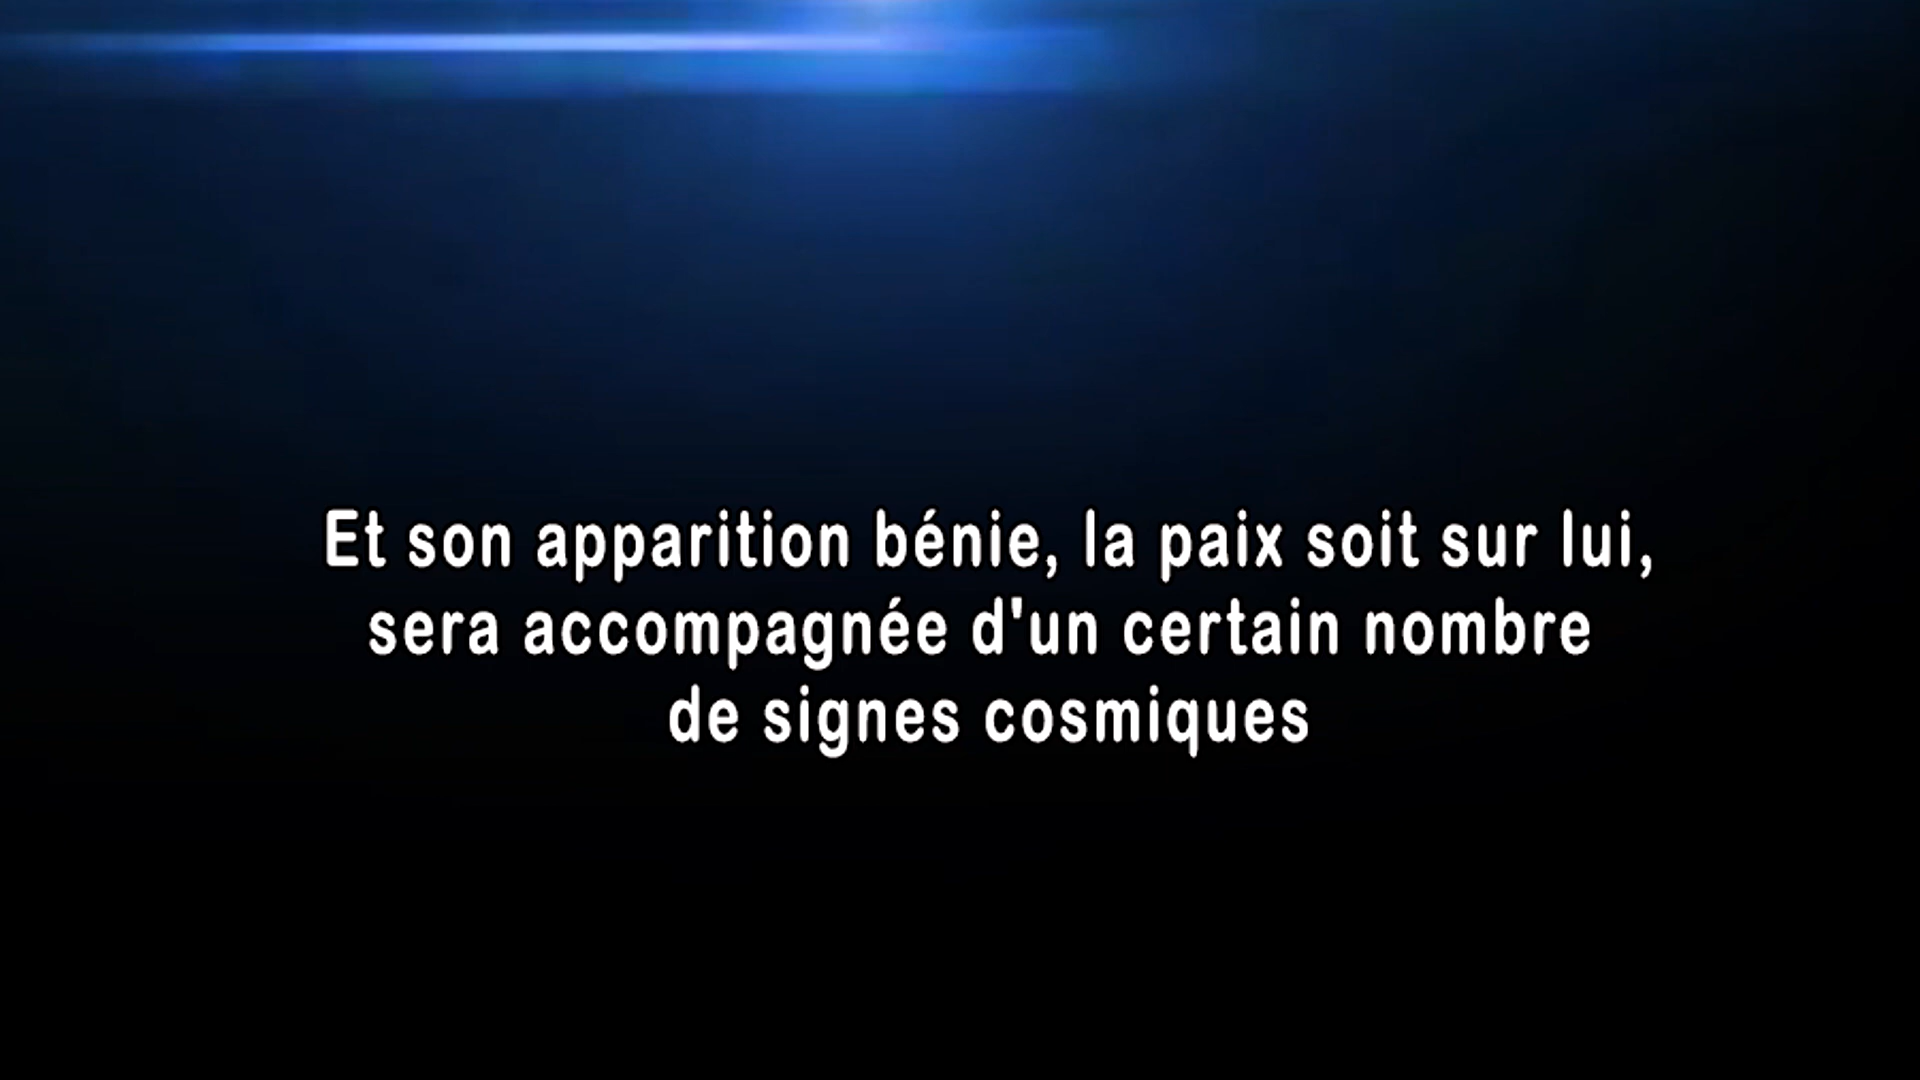 Et son apparition bénie, la paix soit sur lui,
sera accompagnée d'un certain nombre
de signes cosmiques